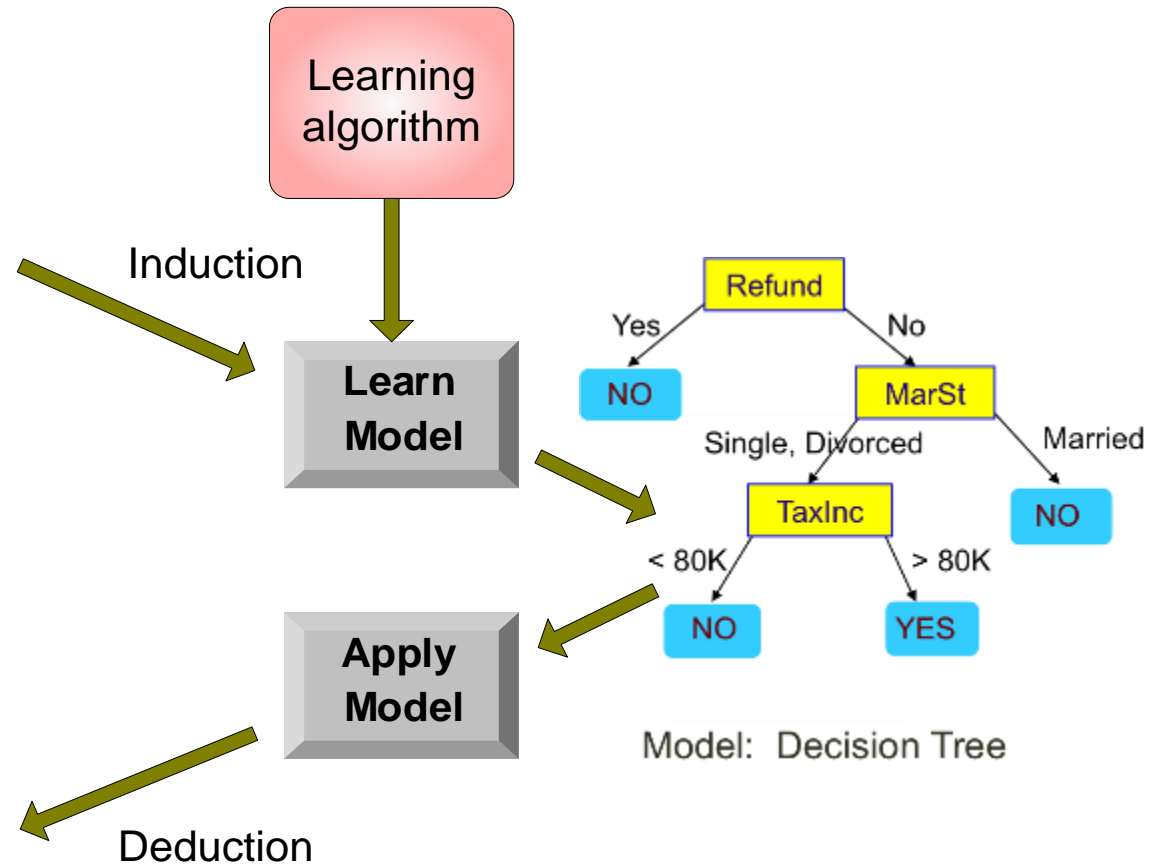 Learning
algorithm
Induction
Learn
Model
Refund
Yes
No
NO
MarSt
Single, Divorced
Married
TaxInc
NO
< 80K
> 80K
NO
YES
Apply
Model
Model: Decision Tree
Deduction